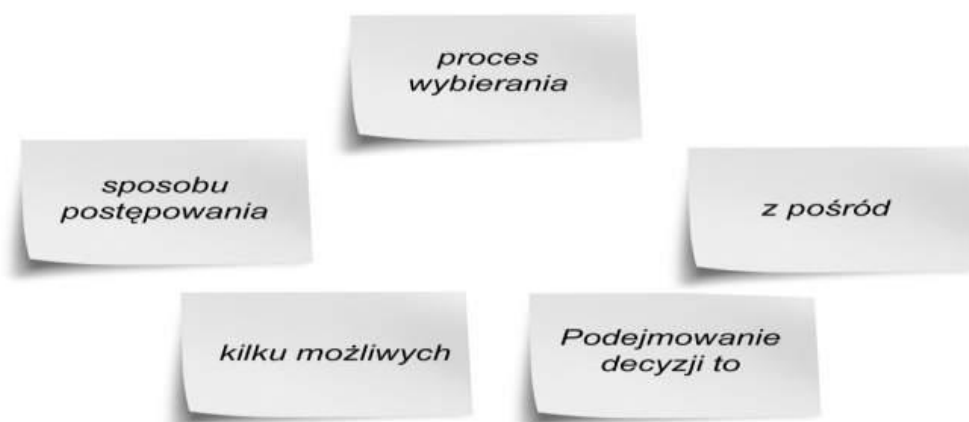 proces
wybierania
sposobu
postępowania
z pośród
kilku możliwych
Podejmowanie
decyzji to